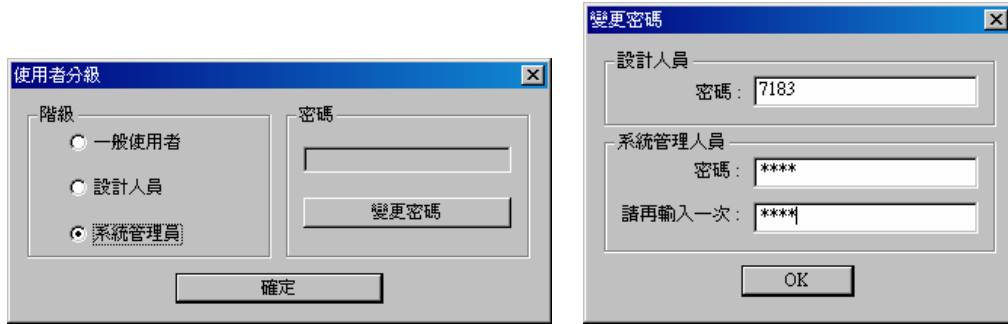 使用者分級
階級
一般使用者
設計人員
系統管理員
密碼
變更密碼
確定
變更密碼
設計人員
密碼： 7183
系統管理人員
密碼： ****
請再輸入一次： ****
OK